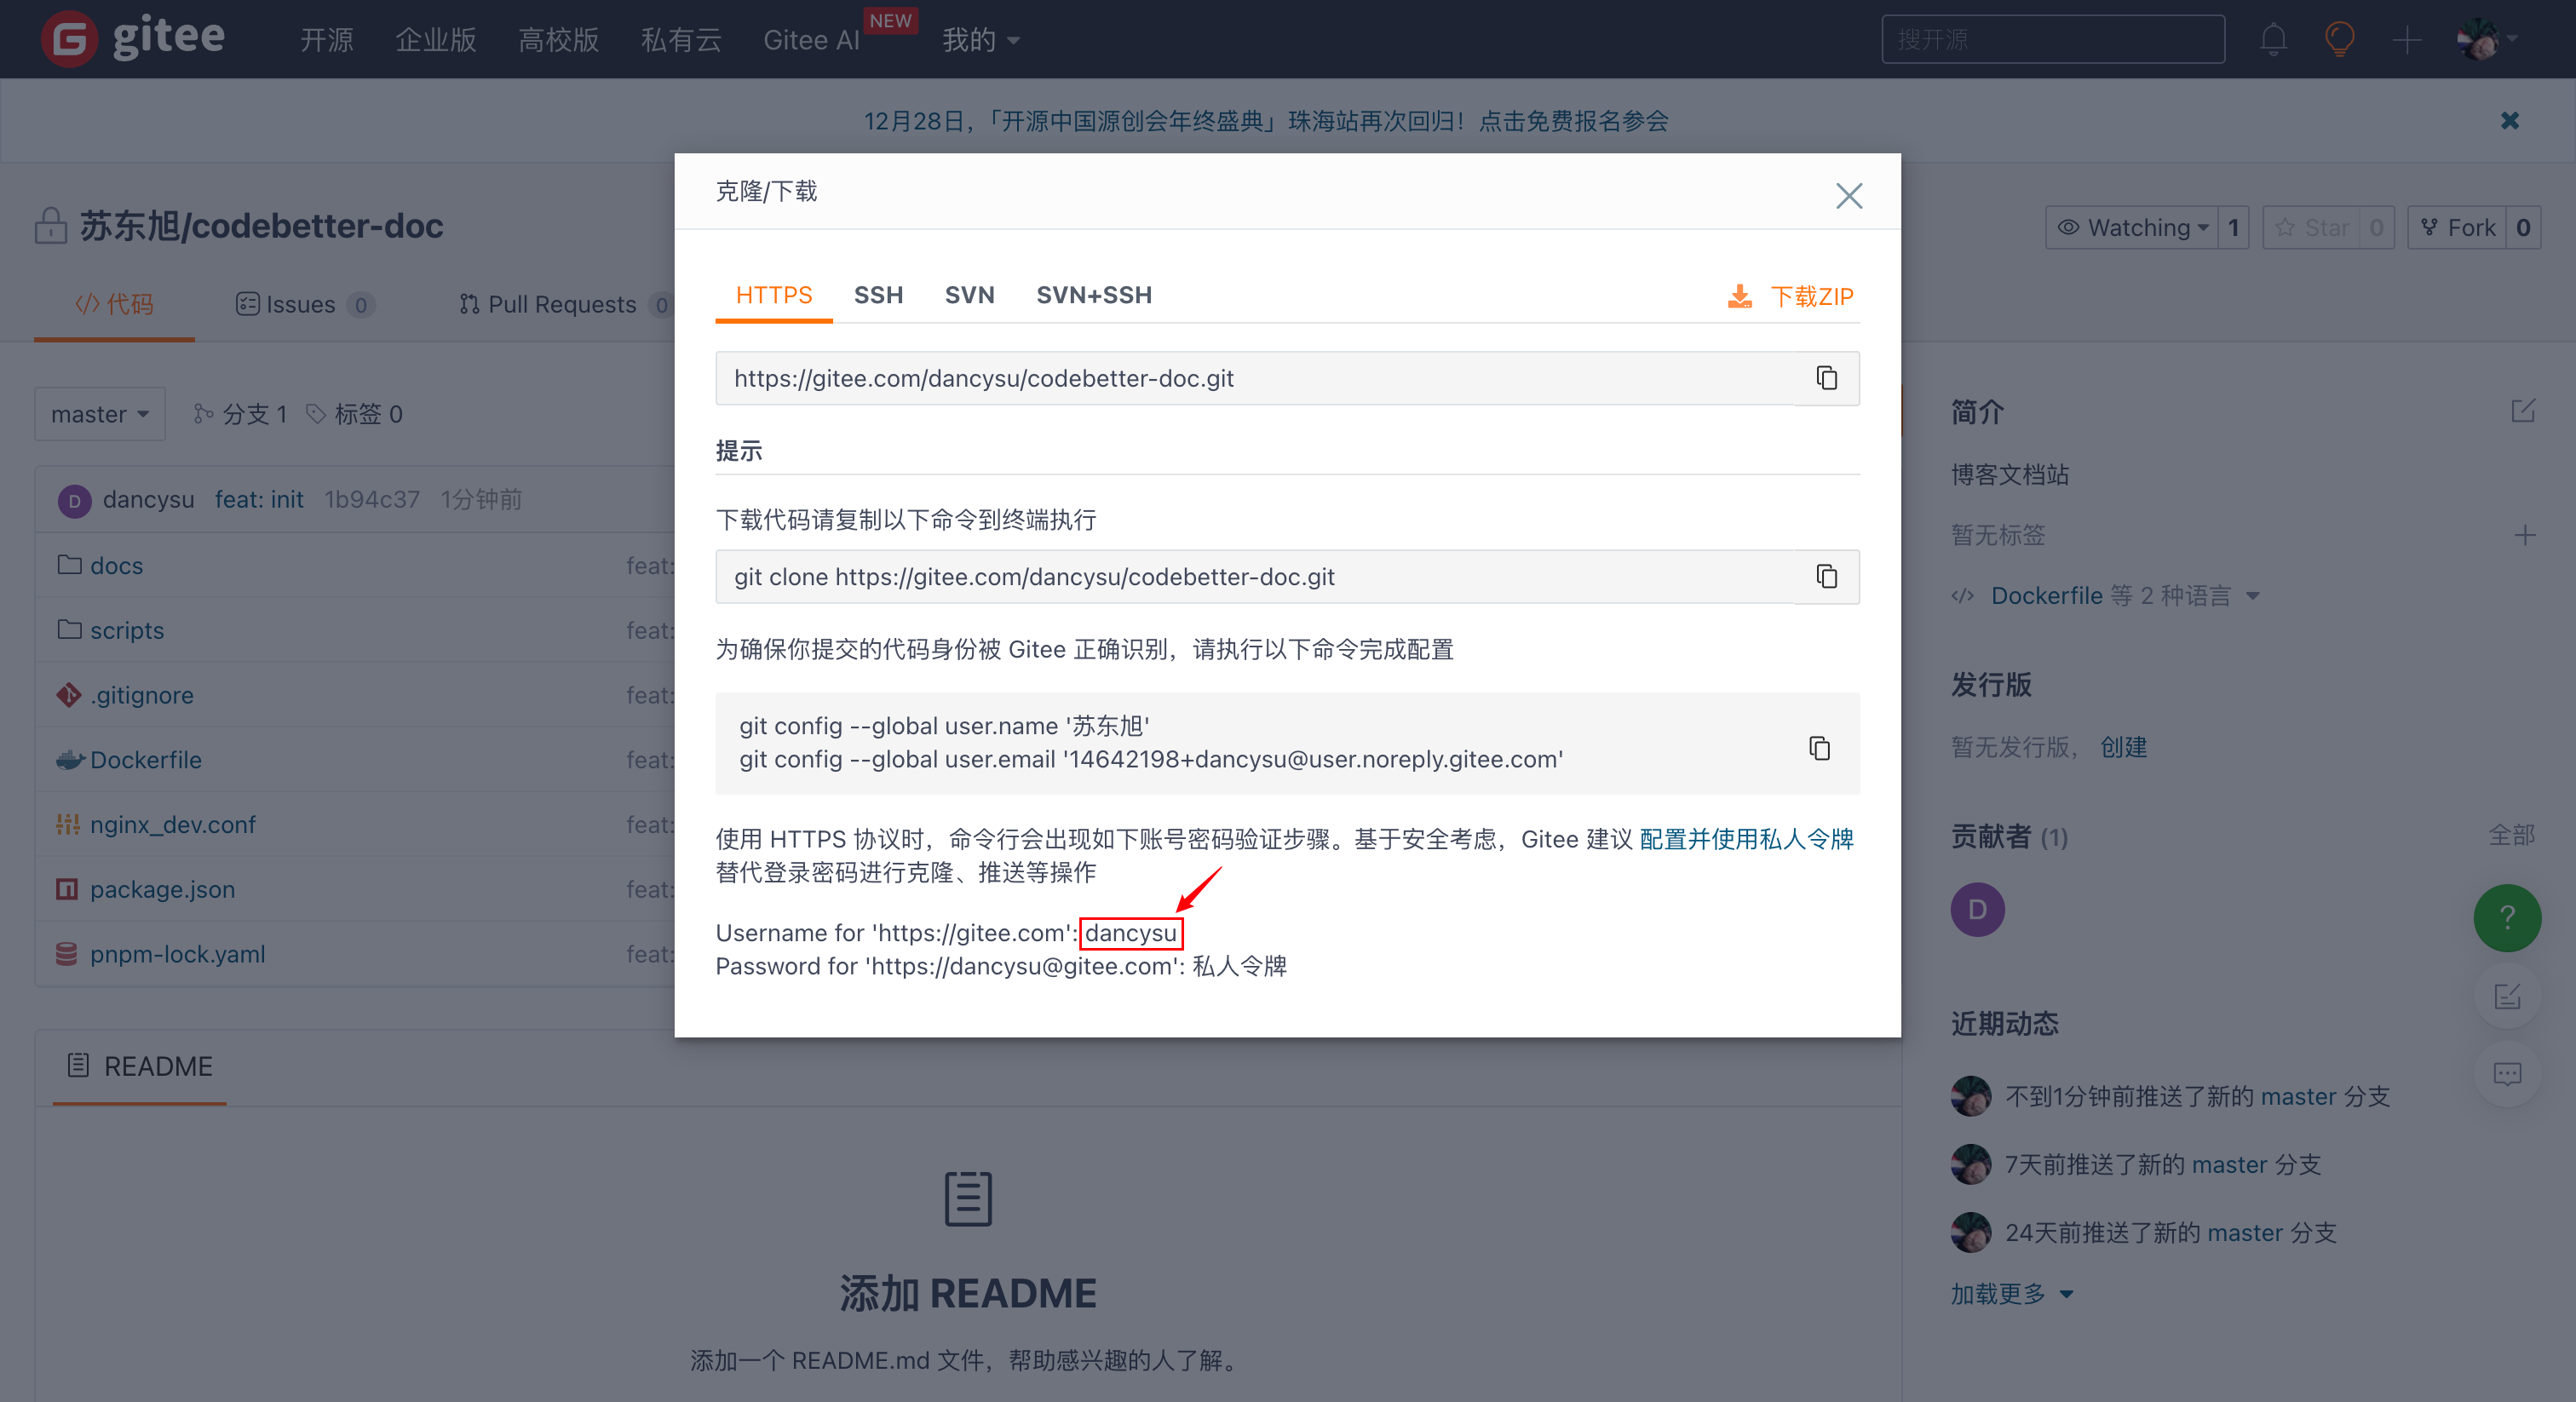 gitee 开源 企业版 高校版 私有云 Gitee AI NEW 我的 搜开源
12月28日，「开源中国源创会年终盛典」珠海站再次回归！点击免费报名参会
苏东旭/codebetter-doc
Watching 1 Star 0 Fork 0
代码 Issues 0 Pull Requests 0
master 分支 1 标签 0
D dancysu feat: init 1b94c37 1分钟前
docs feat:
scripts feat:
.gitignore feat:
Dockerfile feat:
nginx_dev.conf feat:
package.json feat:
pnpm-lock.yaml feat:
README
添加 README
添加一个 README.md 文件，帮助感兴趣的人了解。
克隆/下载
HTTPS SSH SVN SVN+SSH 下载ZIP
https://gitee.com/dancysu/codebetter-doc.git
提示
下载代码请复制以下命令到终端执行
git clone https://gitee.com/dancysu/codebetter-doc.git
为确保你提交的代码身份被 Gitee 正确识别，请执行以下命令完成配置
git config --global user.name '苏东旭'
git config --global user.email '14642198+dancysu@user.noreply.gitee.com'
使用 HTTPS 协议时，命令行会出现如下账号密码验证步骤。基于安全考虑，Gitee 建议 配置并使用私人令牌
替代登录密码进行克隆、推送等操作
Username for 'https://gitee.com': dancysu
Password for 'https://dancysu@gitee.com': 私人令牌
简介
博客文档站
暂无标签
Dockerfile 等 2 种语言
发行版
暂无发行版， 创建
贡献者 (1) 全部
D
?
近期动态
不到1分钟前推送了新的 master 分支
7天前推送了新的 master 分支
24天前推送了新的 master 分支
加载更多